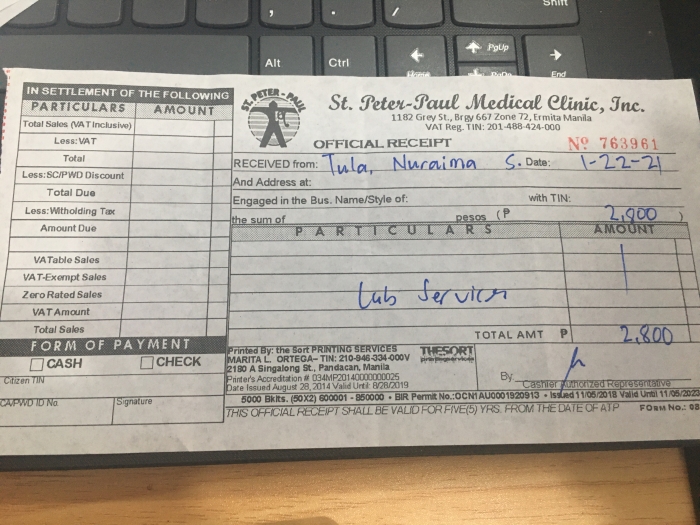 Shift
, . /
Alt Ctrl PgUp
Home PgDn End
IN SETTLEMENT OF THE FOLLOWING
PARTICULARS AMOUNT
Total Sales (VAT Inclusive)
Less: VAT
Total
Less: SC/PWD Discount
Total Due
Less: Witholding Tax
Amount Due
VATable Sales
VAT-Exempt Sales
Zero Rated Sales
VAT Amount
Total Sales
FORM OF PAYMENT
CASH CHECK
Citizen TIN
CA/PWD ID No. Signature
ST. PETER-PAUL
St. Peter-Paul Medical Clinic, Inc.
1182 Grey St., Brgy 667 Zone 72, Ermita Manila
VAT Reg. TIN: 201-488-424-000
OFFICIAL RECEIPT Nº 763961
RECEIVED from: Tula, Nuraima S. Date: 1-22-21
And Address at:
Engaged in the Bus. Name/Style of: with TIN:
the sum of pesos (₱ 2,800 )
PARTICULARS AMOUNT
Lab Services
TOTAL AMT ₱ 2,800
Printed By: the Sort PRINTING SERVICES
MARITA L. ORTEGA- TIN: 210-946-334-000V
2180 A Singalong St., Pandacan, Manila
Printer's Accreditation # 034MP20140000000025
Date Issued August 28, 2014 Valid Until: 8/28/2019
THESORT
By:
Cashier Authorized Representative
5000 Bklts. (50X2) 600001 - 850000 • BIR Permit No.:OCN1AU0001920913 • Issued 11/05/2018 Valid Until 11/05/2023
THIS OFFICIAL RECEIPT SHALL BE VALID FOR FIVE(5) YRS. FROM THE DATE OF ATP FORM No.: 08